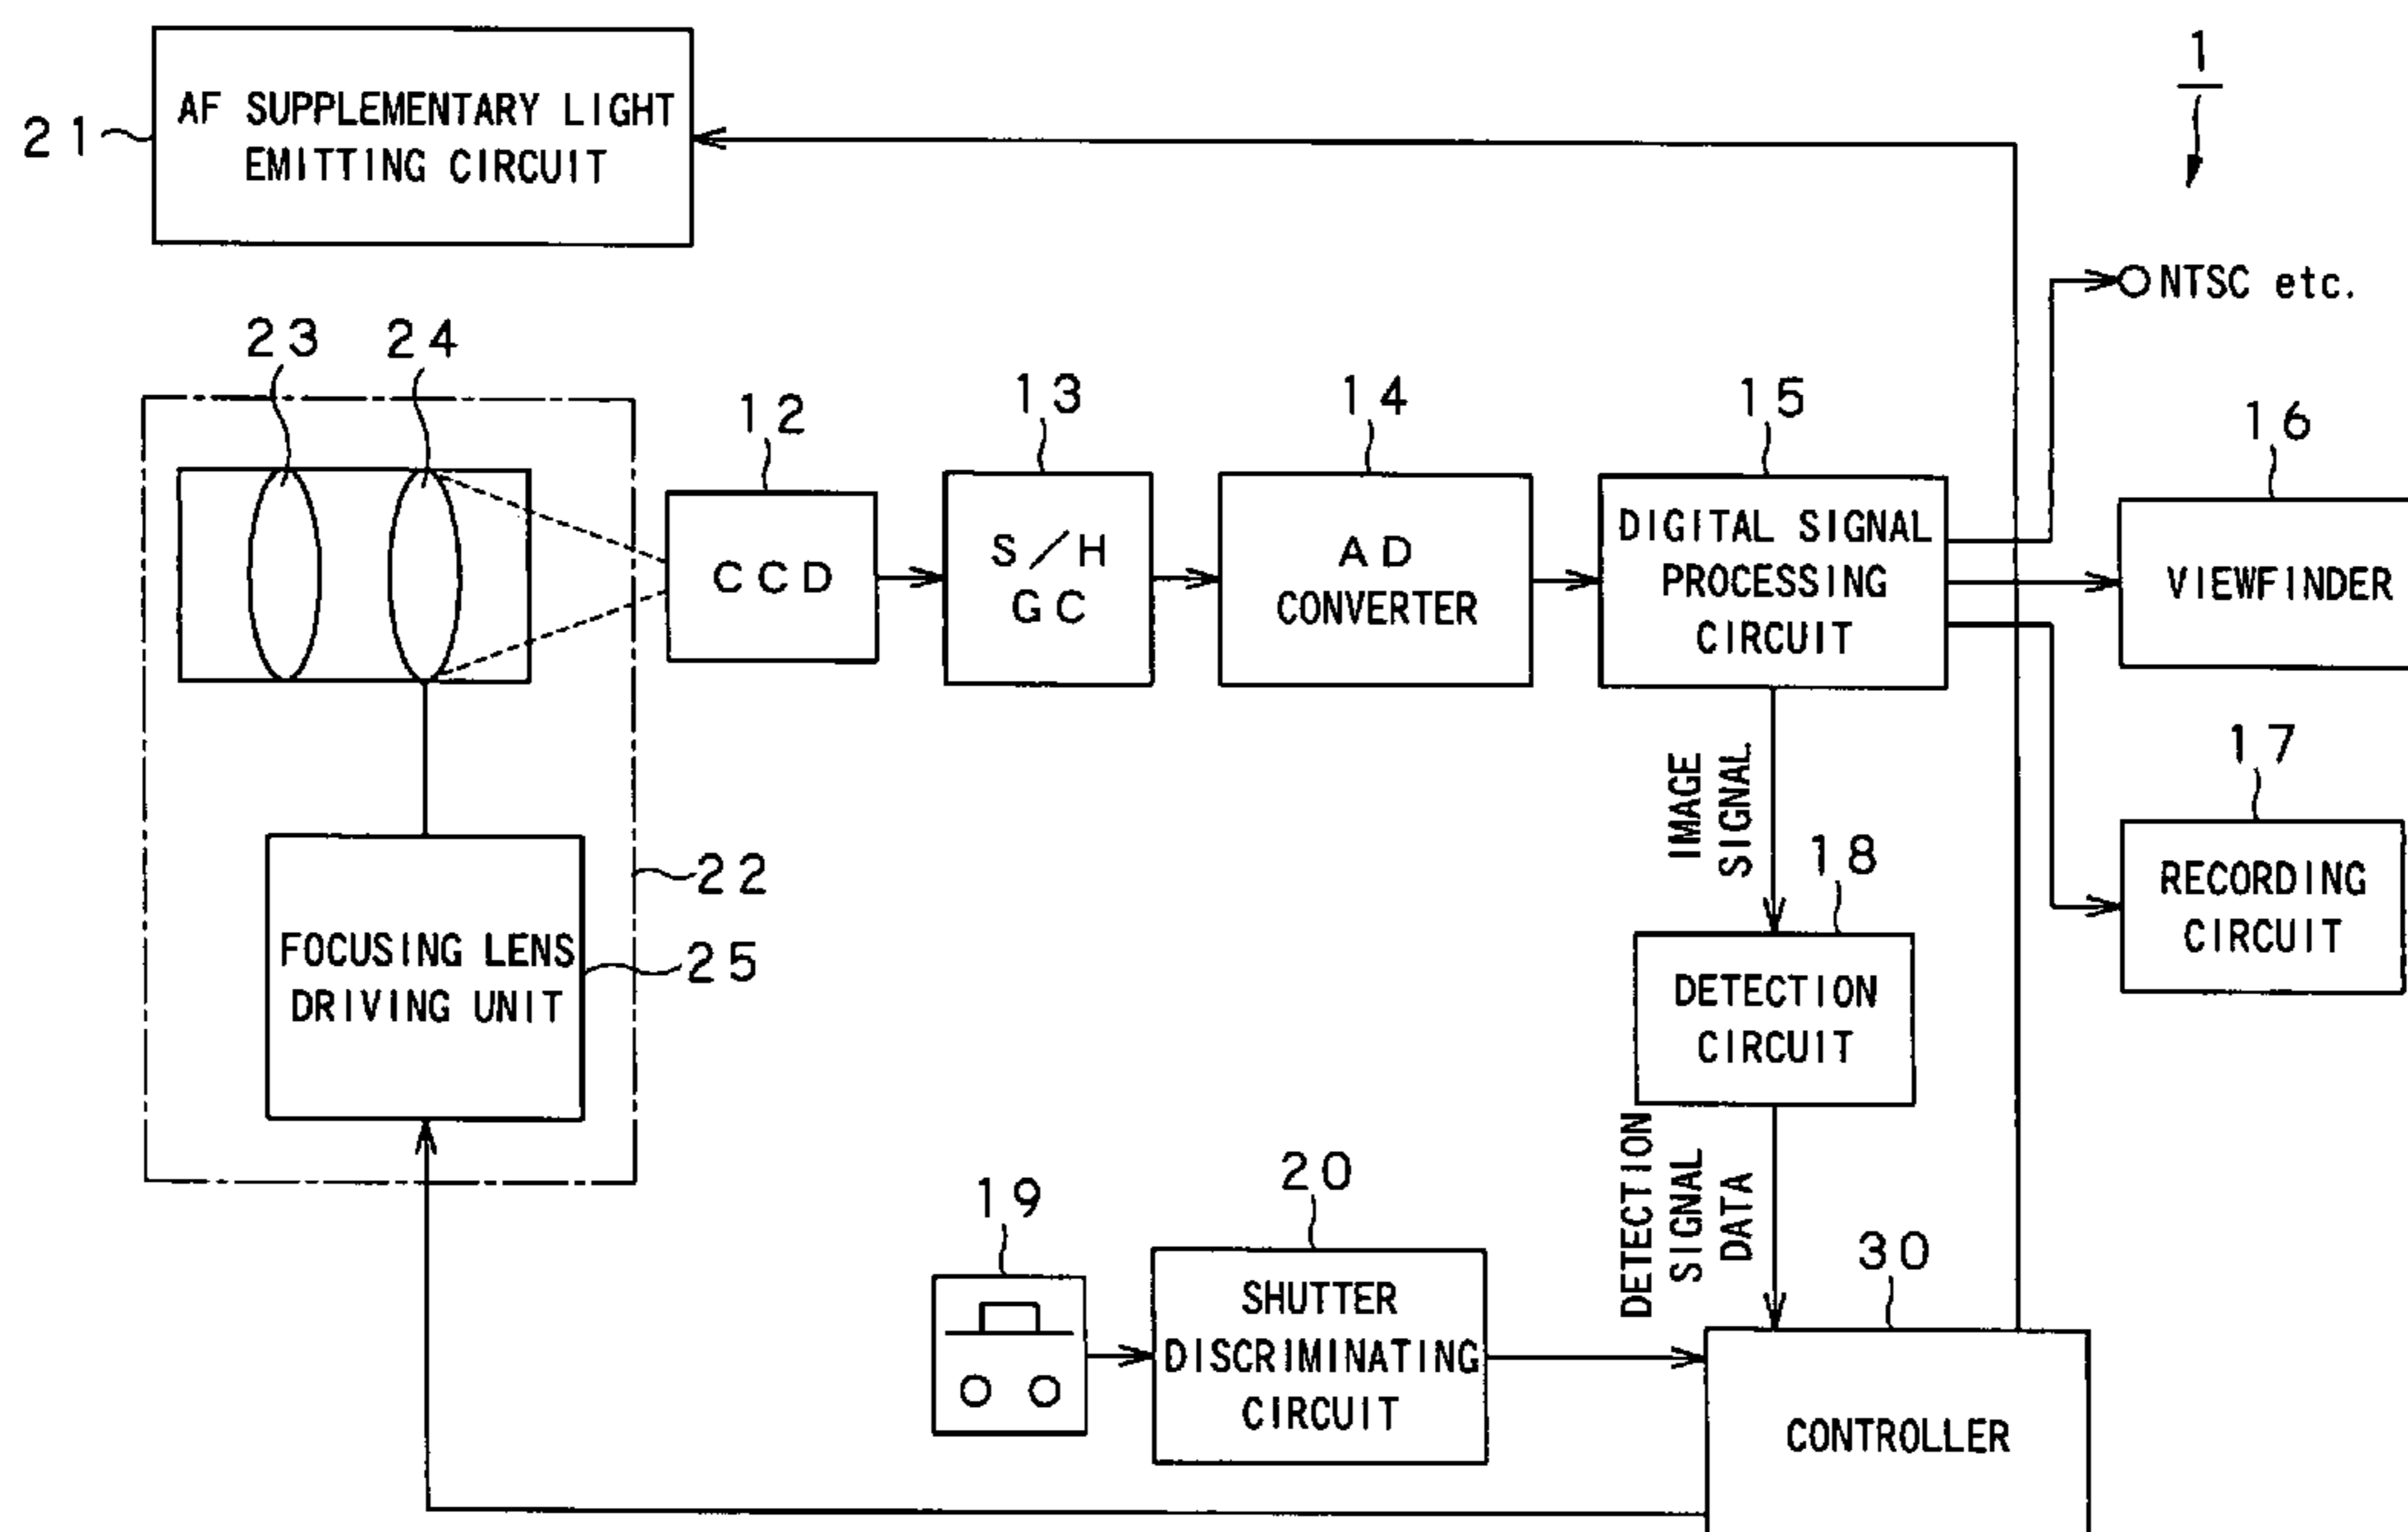 1
21
AF SUPPLEMENTARY LIGHT
EMITTING CIRCUIT
NTSC etc.
23
24
12
13
14
15
16
CCD
S/H
GC
AD
CONVERTER
DIGITAL SIGNAL
PROCESSING
CIRCUIT
VIEWFINDER
IMAGE
SIGNAL
17
18
22
25
FOCUSING LENS
DRIVING UNIT
RECORDING
CIRCUIT
DETECTION
CIRCUIT
DETECTION
SIGNAL
DATA
19
20
30
SHUTTER
DISCRIMINATING
CIRCUIT
CONTROLLER